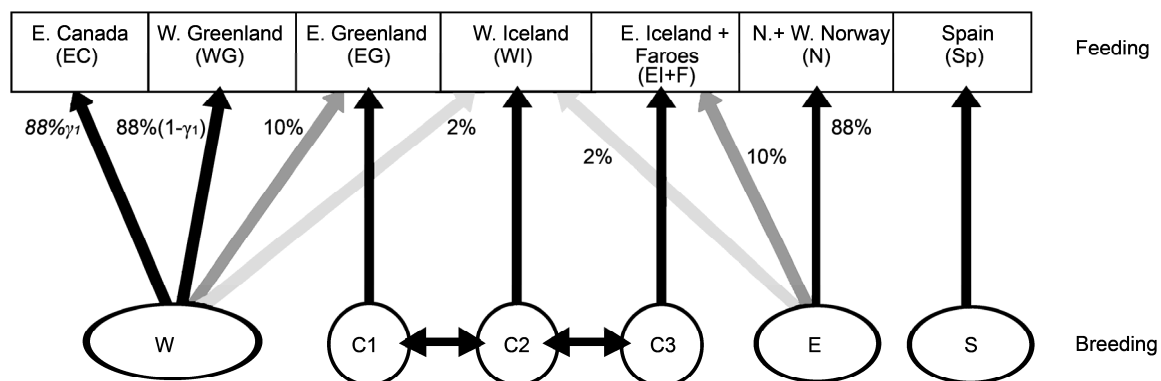 E. Canada
(EC)
W. Greenland
(WG)
E. Greenland
(EG)
W. Iceland
(WI)
E. Iceland +
Faroes
(EI+F)
N.+ W. Norway
(N)
Spain
(Sp)
Feeding
88%γ1
88%(1-γ1)
10%
2%
2%
10%
88%
W
C1
C2
C3
E
S
Breeding